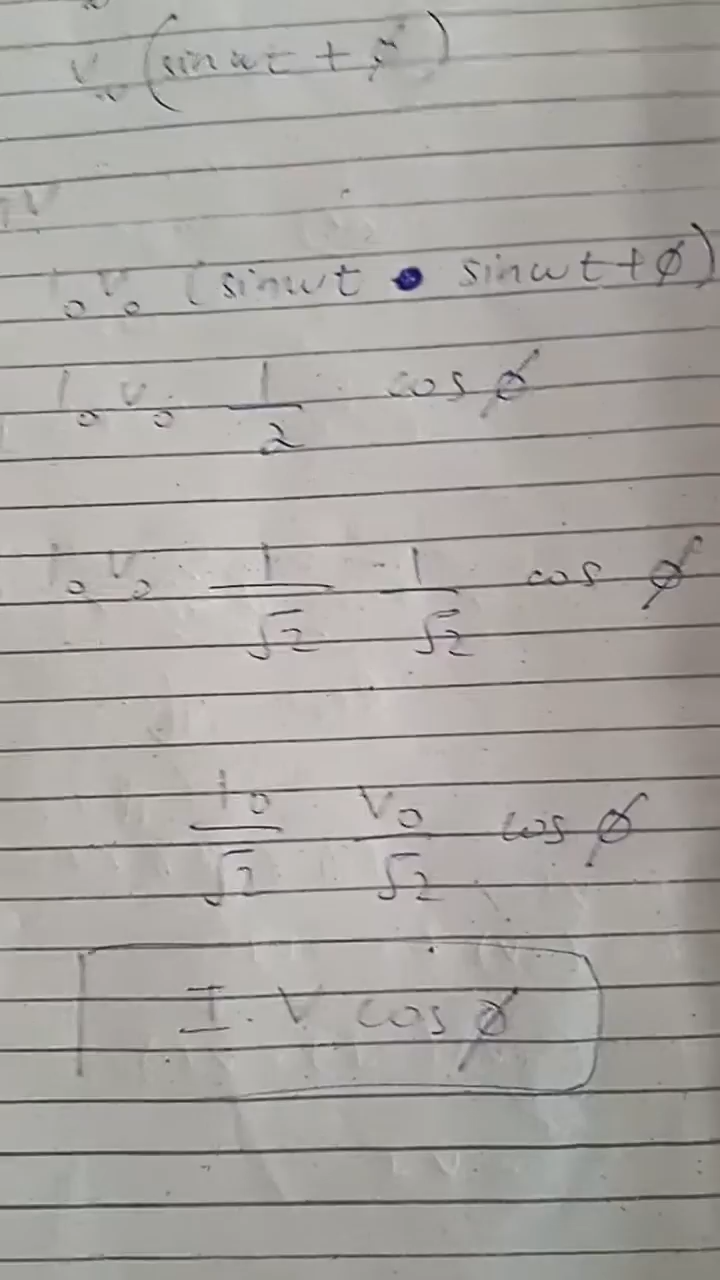 V₀ (sin ωt + ϕ)
V
I₀ V₀ (sin ωt • sin ωt + ϕ)
I₀ V₀ 1/2 cos ϕ
I₀ V₀ 1/√2 1/√2 cos ϕ
I₀/√2 V₀/√2 cos ϕ
I. V cos ϕ